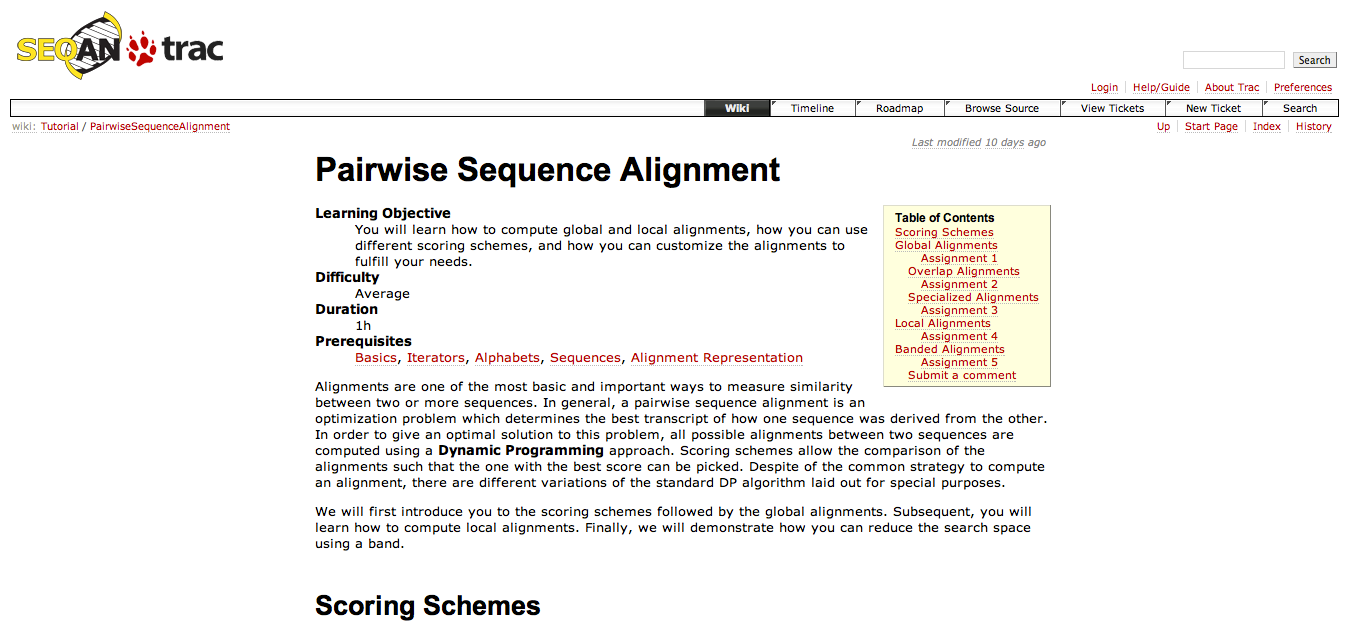 SEQAN trac
Search
Login Help/Guide About Trac Preferences
Wiki Timeline Roadmap Browse Source View Tickets New Ticket Search
wiki: Tutorial / PairwiseSequenceAlignment
Up Start Page Index History
Last modified 10 days ago
Pairwise Sequence Alignment
Learning Objective
You will learn how to compute global and local alignments, how you can use
different scoring schemes, and how you can customize the alignments to
fulfill your needs.
Difficulty
Average
Duration
1h
Prerequisites
Basics, Iterators, Alphabets, Sequences, Alignment Representation
Table of Contents
Scoring Schemes
Global Alignments
Assignment 1
Overlap Alignments
Assignment 2
Specialized Alignments
Assignment 3
Local Alignments
Assignment 4
Banded Alignments
Assignment 5
Submit a comment
Alignments are one of the most basic and important ways to measure similarity
between two or more sequences. In general, a pairwise sequence alignment is an
optimization problem which determines the best transcript of how one sequence was derived from the other.
In order to give an optimal solution to this problem, all possible alignments between two sequences are
computed using a Dynamic Programming approach. Scoring schemes allow the comparison of the
alignments such that the one with the best score can be picked. Despite of the common strategy to compute
an alignment, there are different variations of the standard DP algorithm laid out for special purposes.
We will first introduce you to the scoring schemes followed by the global alignments. Subsequent, you will
learn how to compute local alignments. Finally, we will demonstrate how you can reduce the search space
using a band.
Scoring Schemes